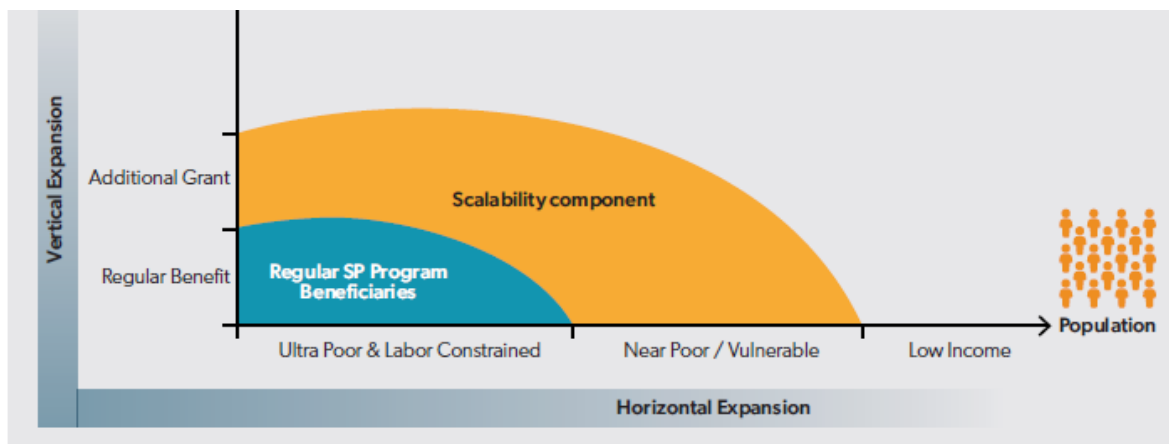 Vertical Expansion
Additional Grant
Regular Benefit
Scalability component
Regular SP Program
Beneficiaries
Population
Ultra Poor & Labor Constrained
Near Poor / Vulnerable
Low Income
Horizontal Expansion